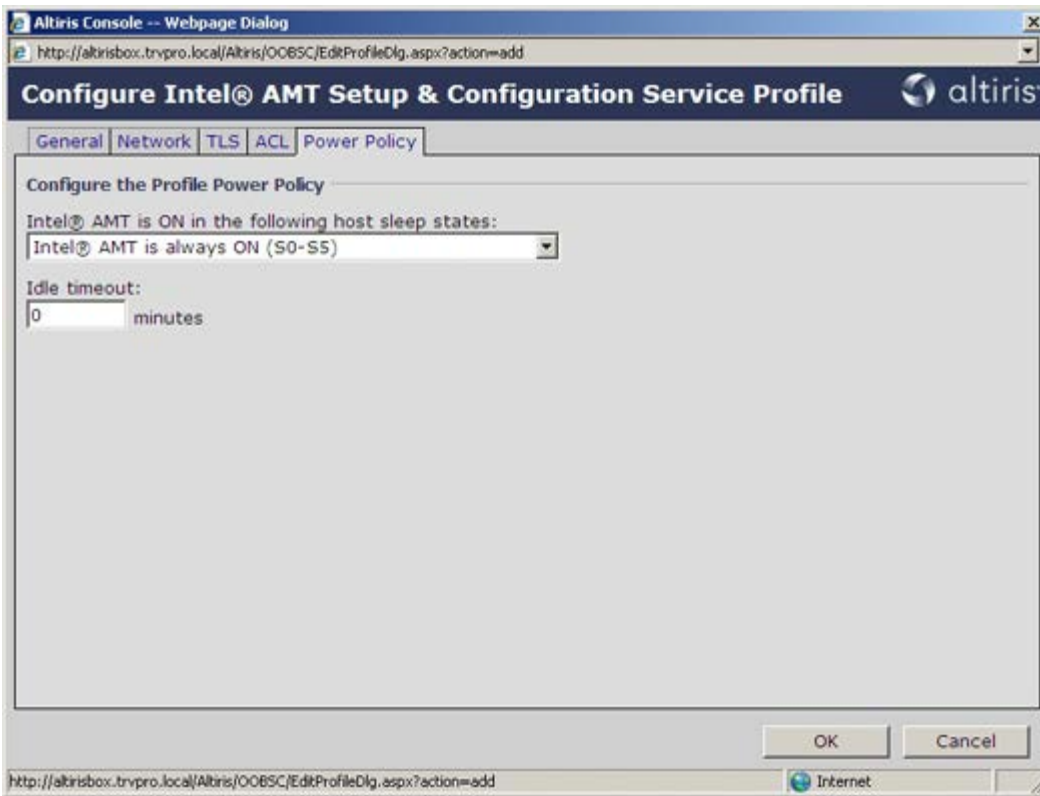 Altiris Console -- Webpage Dialog
http://altirisbox.trvpro.local/Altiris/OOBSC/EditProfileDlg.aspx?action=add
Configure Intel® AMT Setup & Configuration Service Profile altiris
General Network TLS ACL Power Policy
Configure the Profile Power Policy
Intel® AMT is ON in the following host sleep states:
Intel® AMT is always ON (S0-S5)
Idle timeout:
0 minutes
OK Cancel
http://altirisbox.trvpro.local/Altiris/OOBSC/EditProfileDlg.aspx?action=add Internet